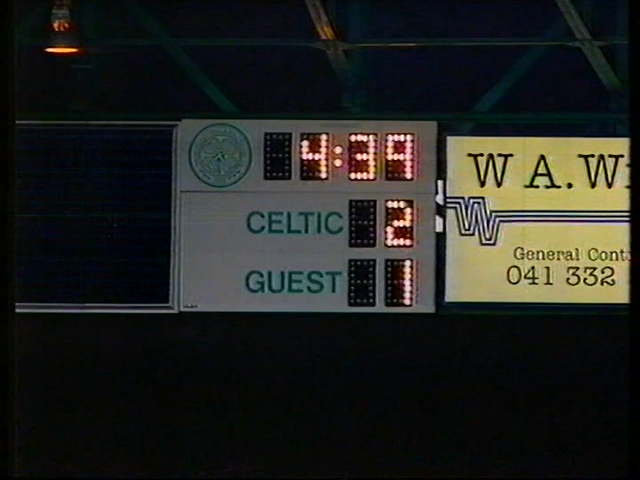 4:39
CELTIC 2
GUEST 1
W A.W
W
General Cont
041 332